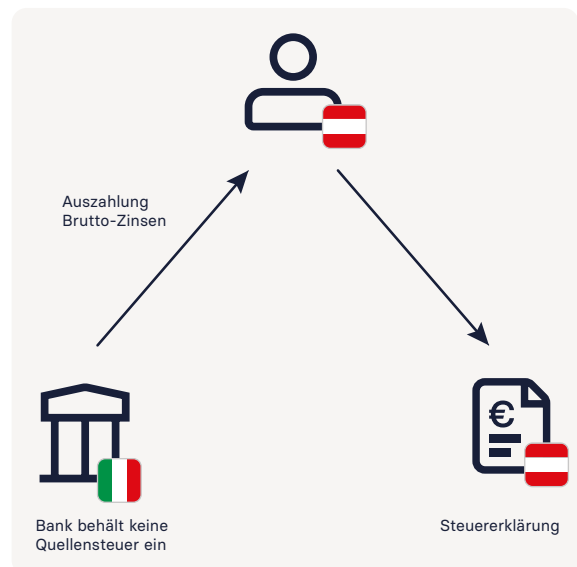 Auszahlung
Brutto-Zinsen
€
Bank behält keine
Quellensteuer ein
Steuererklärung